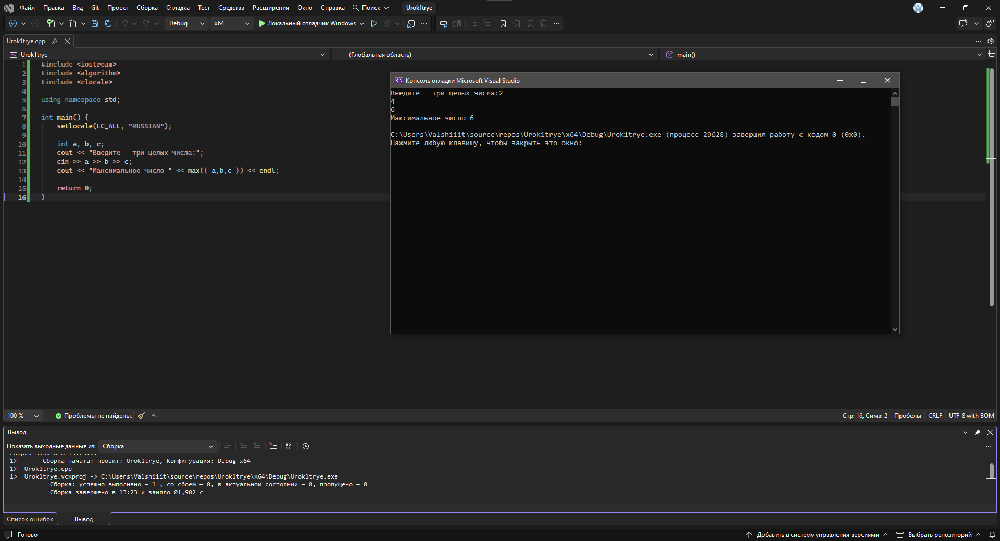 Файл Правка Вид Git Проект Сборка Отладка Тест Средства Расширения Окно Справка Поиск Urok1trye
Debug x64 Локальный отладчик Windows
Urok1trye.cpp
Urok1trye (Глобальная область) main()
1 #include <iostream>
2 #include <algorithm>
3 #include <clocale>
4
5 using namespace std;
6
7 int main() {
8 setlocale(LC_ALL, "RUSSIAN");
9
10 int a, b, c;
11 cout << "Введите   три целых числа:";
12 cin >> a >> b >> c;
13 cout << "Максимальное число " << max({ a,b,c }) << endl;
14
15 return 0;
16 }
Консоль отладки Microsoft Visual Studio
Введите   три целых числа:2
4
6
Максимальное число 6
C:\Users\Valshiiit\source\repos\Urok1trye\x64\Debug\Urok1trye.exe (процесс 29628) завершил работу с кодом 0 (0x0).
Нажмите любую клавишу, чтобы закрыть это окно:
100 % Проблемы не найдены. Стр: 16, Симв: 2 Пробелы CRLF UTF-8 with BOM
Вывод
Показать выходные данные из: Сборка
Сборка начата в 13:23...
1>------ Сборка начата: проект: Urok1trye, Конфигурация: Debug x64 ------
1>  Urok1trye.cpp
1>  Urok1trye.vcxproj -> C:\Users\Valshiiit\source\repos\Urok1trye\x64\Debug\Urok1trye.exe
========== Сборка: успешно выполнено — 1 , со сбоем — 0, в актуальном состоянии — 0, пропущено — 0 ==========
========== Сборка завершено в 13:23 и заняло 01,902 с ==========
Список ошибок Вывод
Готово Добавить в систему управления версиями Выбрать репозиторий